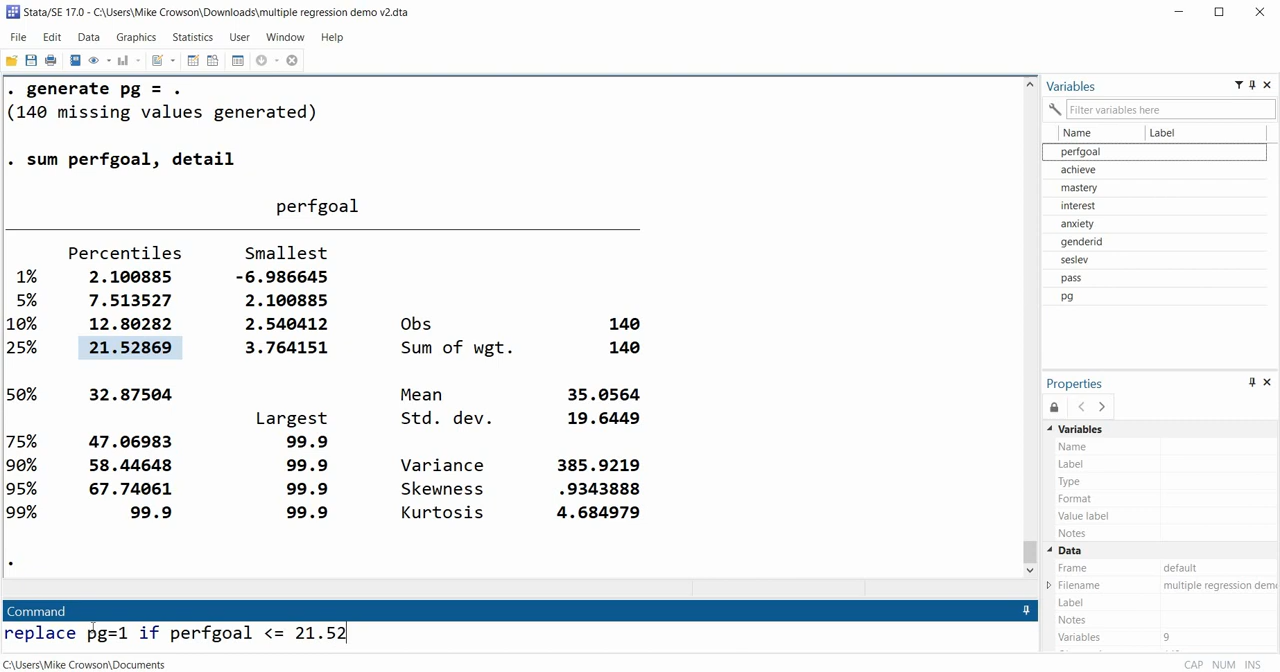 Stata/SE 17.0 - C:\Users\Mike Crowson\Downloads\multiple regression demo v2.dta
File Edit Data Graphics Statistics User Window Help
. generate pg = .
(140 missing values generated)
. sum perfgoal, detail
perfgoal
Percentiles Smallest
1% 2.100885 -6.986645
5% 7.513527 2.100885
10% 12.80282 2.540412 Obs 140
25% 21.52869 3.764151 Sum of wgt. 140
50% 32.87504 Mean 35.0564
Largest Std. dev. 19.6449
75% 47.06983 99.9
90% 58.44648 99.9 Variance 385.9219
95% 67.74061 99.9 Skewness .9343888
99% 99.9 99.9 Kurtosis 4.684979
.
Command
replace pg=1 if perfgoal <= 21.52
C:\Users\Mike Crowson\Documents
Variables
Filter variables here
Name Label
perfgoal
achieve
mastery
interest
anxiety
genderid
seslev
pass
pg
Properties
Variables
Name
Label
Type
Format
Value label
Notes
Data
Frame default
Filename multiple regression demo
Label
Notes
Variables 9
CAP NUM INS